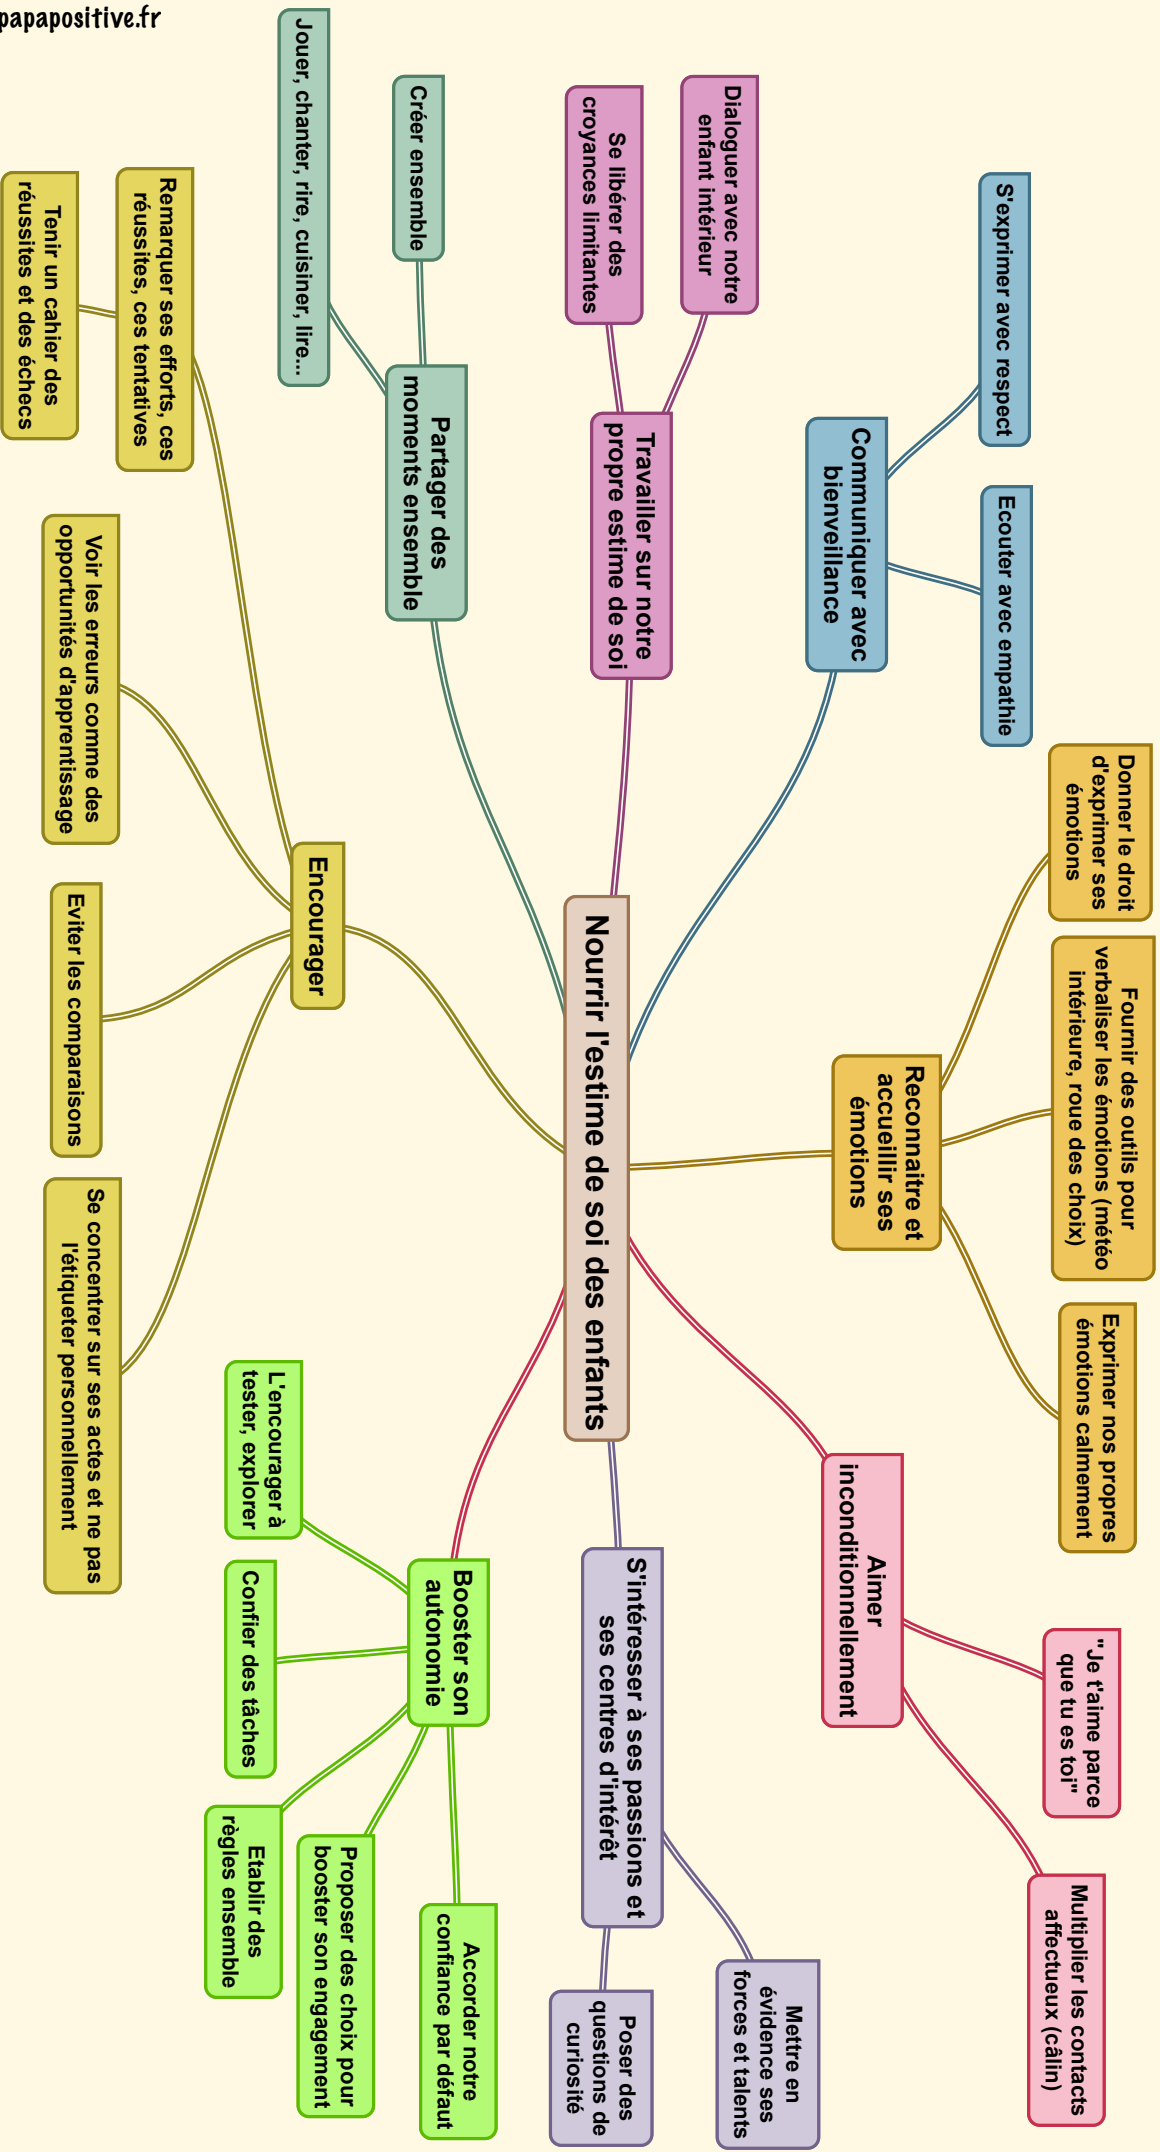 papapositive.fr
Nourrir l'estime de soi des enfants
Communiquer avec
bienveillance
S'exprimer avec respect
Ecouter avec empathie
Reconnaitre et
accueillir ses
émotions
Donner le droit
d'exprimer ses
émotions
Fournir des outils pour
verbaliser les émotions (météo
intérieure, roue des choix)
Exprimer nos propres
émotions calmement
Aimer
inconditionnellement
"Je t'aime parce
que tu es toi"
Multiplier les contacts
affectueux (câlin)
S'intéresser à ses passions et
ses centres d'intérêt
Mettre en
évidence ses
forces et talents
Poser des
questions de
curiosité
Booster son
autonomie
Accorder notre
confiance par défaut
Proposer des choix pour
booster son engagement
Etablir des
règles ensemble
Confier des tâches
L'encourager à
tester, explorer
Encourager
Se concentrer sur ses actes et ne pas
l'étiqueter personnellement
Eviter les comparaisons
Voir les erreurs comme des
opportunités d'apprentissage
Remarquer ses efforts, ces
réussites, ces tentatives
Tenir un cahier des
réussites et des échecs
Partager des
moments ensemble
Créer ensemble
Jouer, chanter, rire, cuisiner, lire...
Travailler sur notre
propre estime de soi
Dialoguer avec notre
enfant intérieur
Se libérer des
croyances limitantes